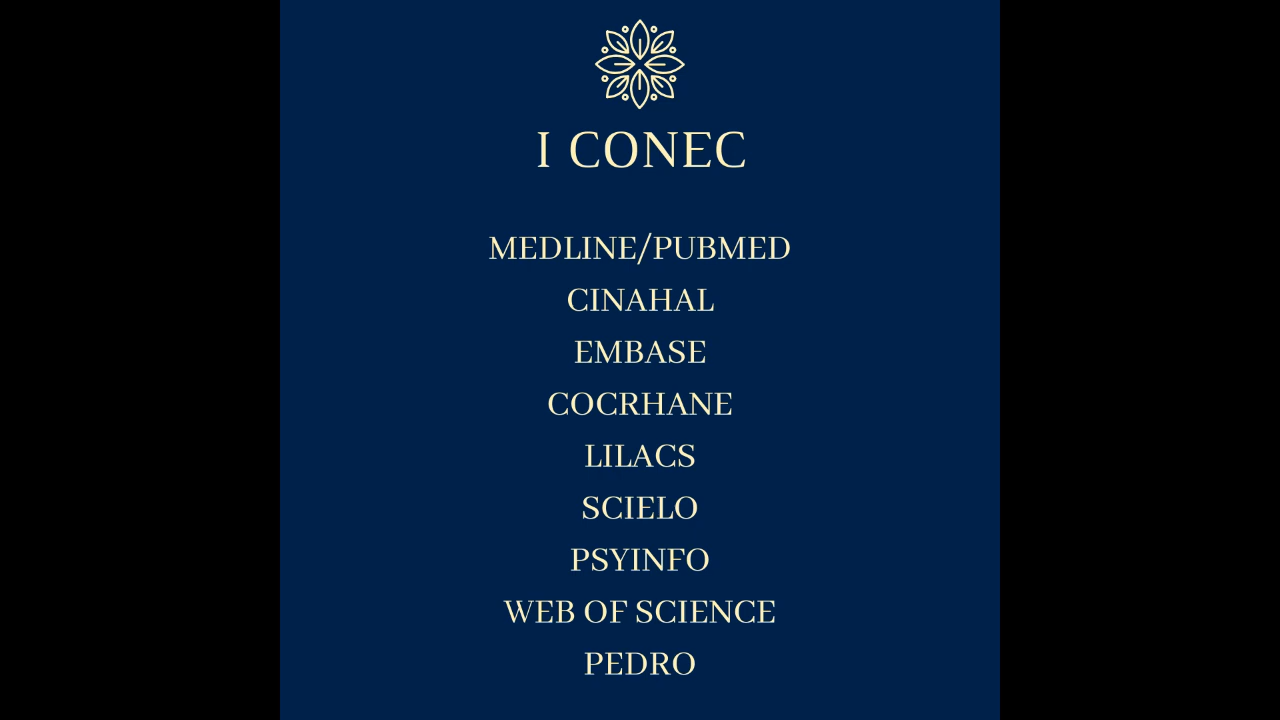 I CONEC
MEDLINE/PUBMED
CINAHAL
EMBASE
COCRHANE
LILACS
SCIELO
PSYINFO
WEB OF SCIENCE
PEDRO